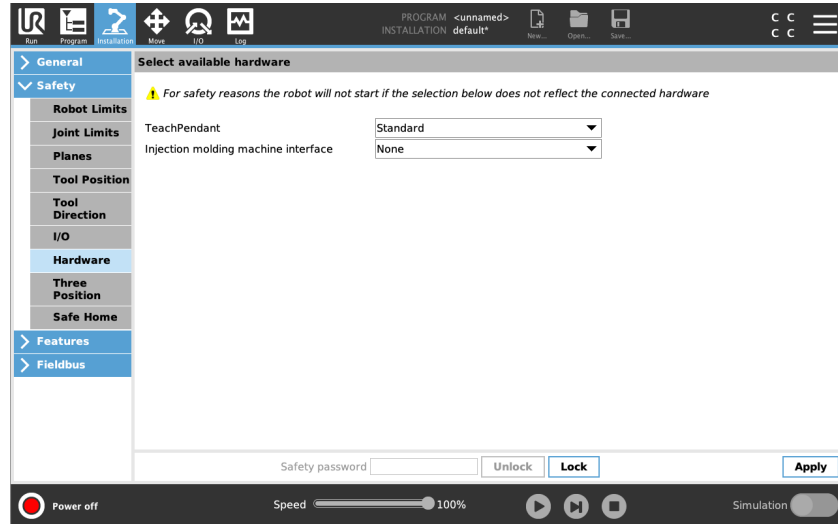 UR
PROGRAM <unnamed>
INSTALLATION default*
C C
C C
Run Program Installation Move I/O Log New... Open... Save...
General
Safety
Robot Limits
Joint Limits
Planes
Tool Position
Tool
Direction
I/O
Hardware
Three
Position
Safe Home
Features
Fieldbus
Select available hardware
For safety reasons the robot will not start if the selection below does not reflect the connected hardware
TeachPendant Standard
Injection molding machine interface None
Safety password Unlock Lock Apply
Power off Speed 100% Simulation